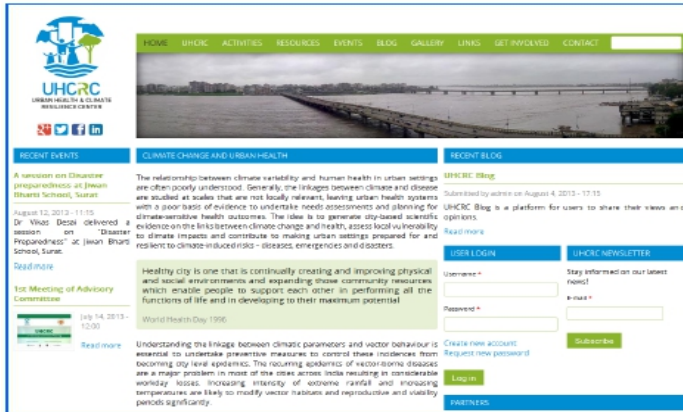 HOME UHCRC ACTIVITIES RESOURCES EVENTS BLOG GALLERY LINKS GET INVOLVED CONTACT
UHCRC
URBAN HEALTH & CLIMATE
RESILIENCE CENTER
RECENT EVENTS
A session on Disaster
preparedness at Jiwan
Bharti School, Surat
August 12, 2013 - 11:15
Dr Vikas Desai delivered a
session on "Disaster
Preparedness" at Jiwan Bharti
School, Surat.
Read more
1st Meeting of Advisory
Committee
July 14, 2013 -
12:00
Read more
CLIMATE CHANGE AND URBAN HEALTH
The relationship between climate variability and human health in urban settings
are often poorly understood. Generally, the linkages between climate and disease
are studied at scales that are not locally relevant, leaving urban health systems
with a poor basis of evidence to undertake needs assessments and planning for
climate-sensitive health outcomes. The idea is to generate city-based scientific
evidence on the links between climate change and health, assess local vulnerability
to climate impacts and contribute to making urban settings prepared for and
resilient to climate-induced risks - diseases, emergencies and disasters.
Healthy city is one that is continually creating and improving physical
and social environments and expanding those community resources
which enable people to support each other in performing all the
functions of life and in developing to their maximum potential
World Health Day 1996
Understanding the linkage between climatic parameters and vector behaviour is
essential to undertake preventive measures to control these incidences from
becoming city level epidemics. The recurring epidemics of vector-borne diseases
are a major problem in most of the cities across India resulting in considerable
workday losses. Increasing intensity of extreme rainfall and increasing
temperatures are likely to modify vector habitats and reproductive and viability
periods significantly.
RECENT BLOG
UHCRC Blog
Submitted by admin on August 4, 2013 - 17:15
UHCRC Blog is a platform for users to share their views and
opinions.
Read more
USER LOGIN
Username *
Password *
Create new account
Request new password
Log in
UHCRC NEWSLETTER
Stay informed on our latest
news!
E-mail *
Subscribe
PARTNERS